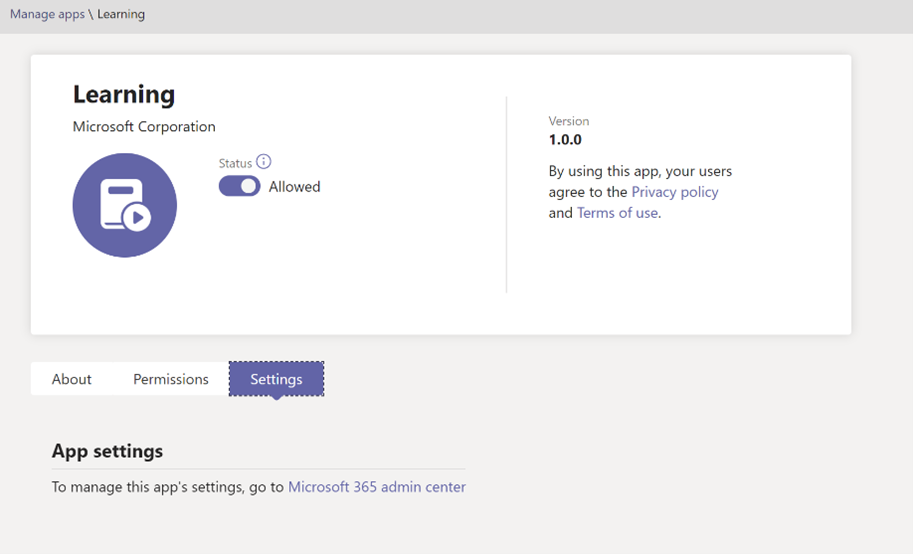 Manage apps \ Learning
Learning
Microsoft Corporation
Status
Allowed
Version
1.0.0
By using this app, your users
agree to the Privacy policy
and Terms of use.
About
Permissions
Settings
App settings
To manage this app's settings, go to Microsoft 365 admin center